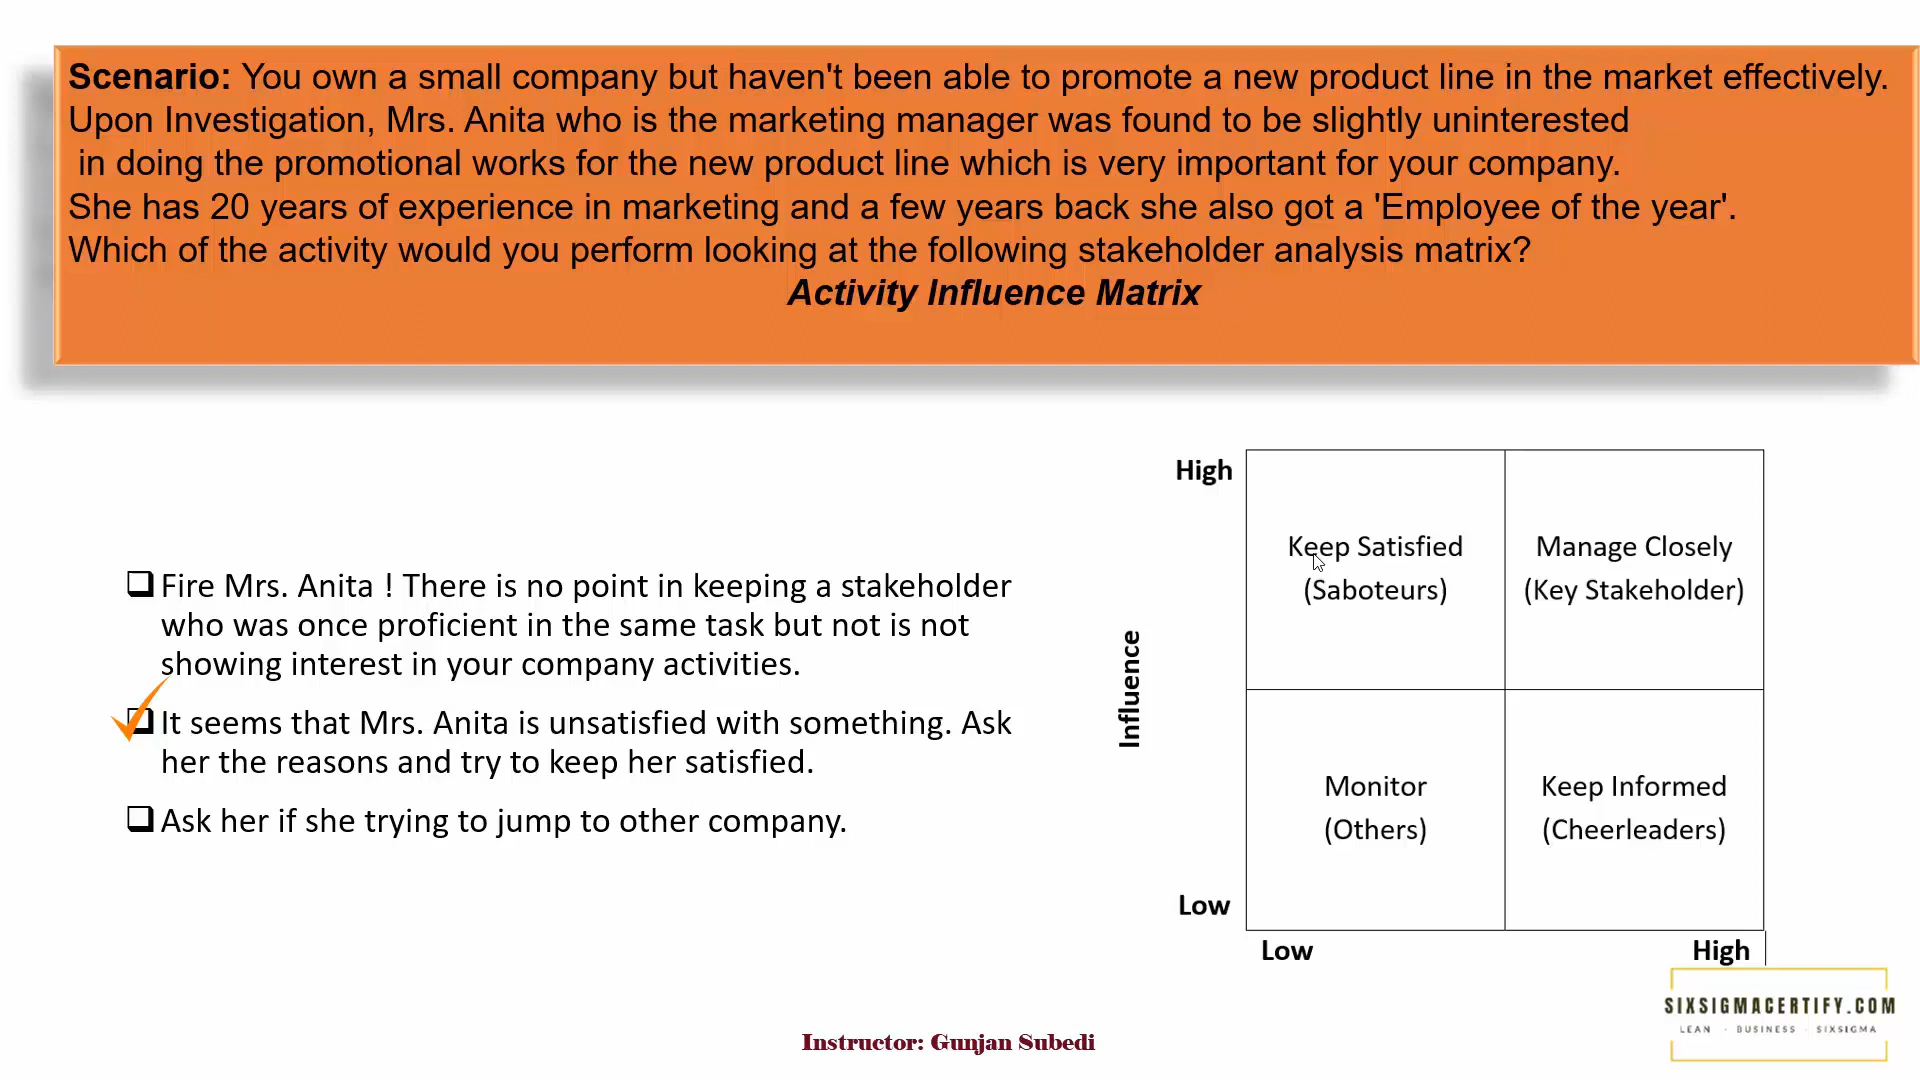 Scenario: You own a small company but haven't been able to promote a new product line in the market effectively.
Upon Investigation, Mrs. Anita who is the marketing manager was found to be slightly uninterested
in doing the promotional works for the new product line which is very important for your company.
She has 20 years of experience in marketing and a few years back she also got a 'Employee of the year'.
Which of the activity would you perform looking at the following stakeholder analysis matrix?
Activity Influence Matrix
Fire Mrs. Anita ! There is no point in keeping a stakeholder
who was once proficient in the same task but not is not
showing interest in your company activities.
It seems that Mrs. Anita is unsatisfied with something. Ask
her the reasons and try to keep her satisfied.
Ask her if she trying to jump to other company.
High
Keep Satisfied
(Saboteurs)
Manage Closely
(Key Stakeholder)
Influence
Monitor
(Others)
Keep Informed
(Cheerleaders)
Low
Low
High
SIXSIGMACERTIFY.COM
LEAN · BUSINESS · SIXSIGMA
Instructor: Gunjan Subedi